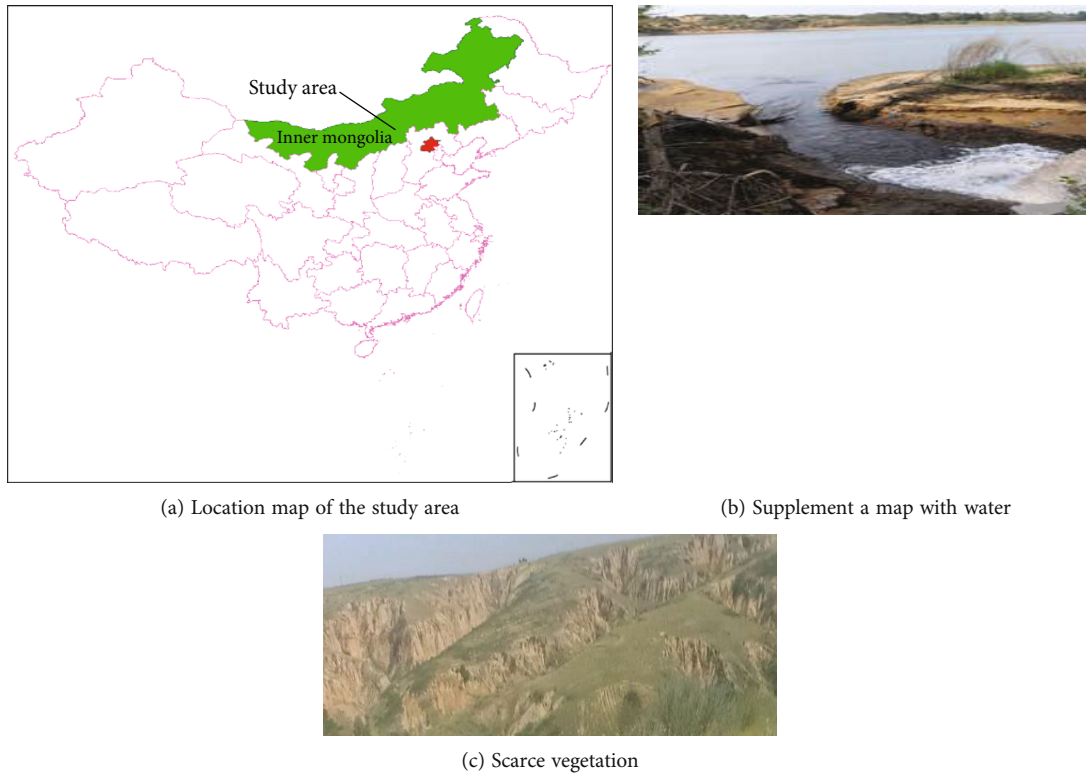 Study area
Inner mongolia
(a) Location map of the study area
(b) Supplement a map with water
(c) Scarce vegetation